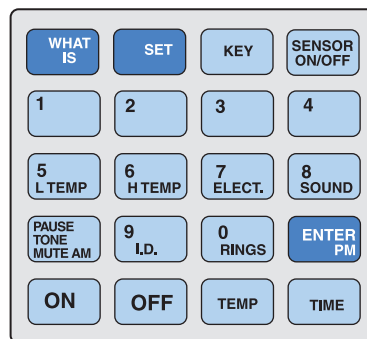 WHAT
IS
SET
KEY
SENSOR
ON/OFF
1
2
3
4
5
L TEMP
6
H TEMP
7
ELECT.
8
SOUND
PAUSE
TONE
MUTE AM
9
I.D.
0
RINGS
ENTER
PM
ON
OFF
TEMP
TIME